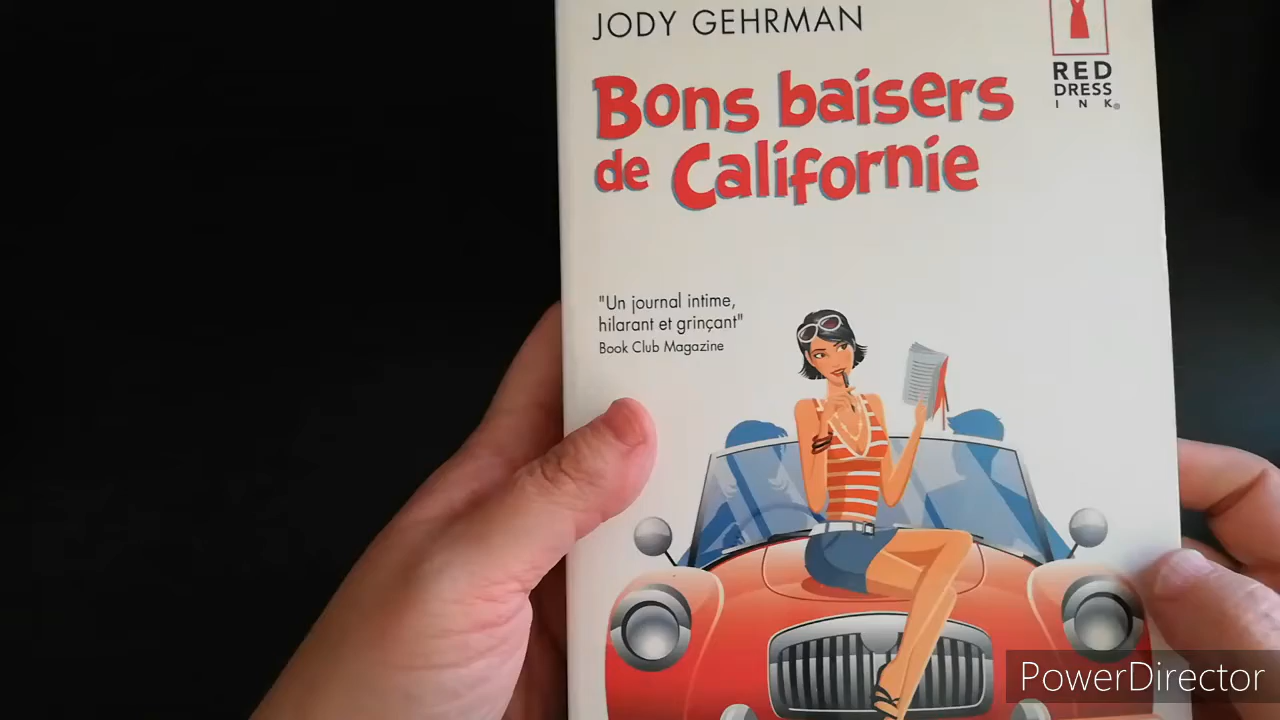 JODY GEHRMAN
Bons baisers
de Californie
RED
DRESS
INK
"Un journal intime,
hilarant et grinçant"
Book Club Magazine
PowerDirector